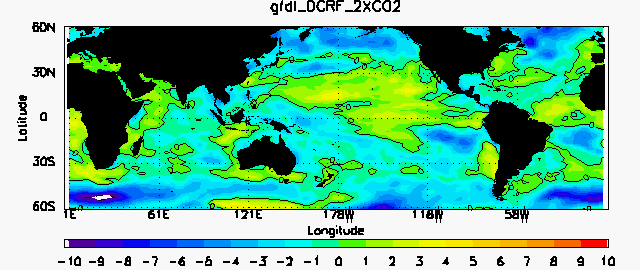 gfdl_DCRF_2XCO2
60N
30N
0
30S
60S
Latitude
1E 61E 121E 178W 118W 58W
Longitude
-10 -9 -8 -7 -6 -5 -4 -3 -2 -1 0 1 2 3 4 5 6 7 8 9 10